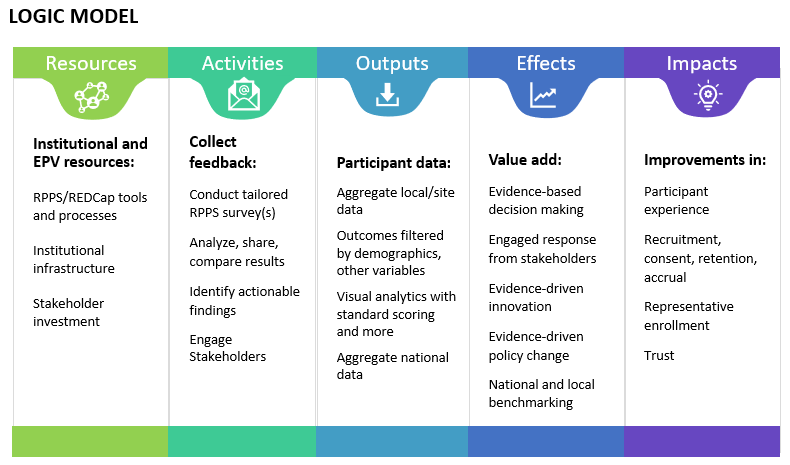 LOGIC MODEL
Resources
Institutional and
EPV resources:
RPPS/REDCap tools
and processes
Institutional
infrastructure
Stakeholder
investment
Activities
@
Collect
feedback:
Conduct tailored
RPPS survey(s)
Analyze, share,
compare results
Identify actionable
findings
Engage
Stakeholders
Outputs
Participant data:
Aggregate local/site
data
Outcomes filtered
by demographics,
other variables
Visual analytics with
standard scoring
and more
Aggregate national
data
Effects
Value add:
Evidence-based
decision making
Engaged response
from stakeholders
Evidence-driven
innovation
Evidence-driven
policy change
National and local
benchmarking
Impacts
Improvements in:
Participant
experience
Recruitment,
consent, retention,
accrual
Representative
enrollment
Trust